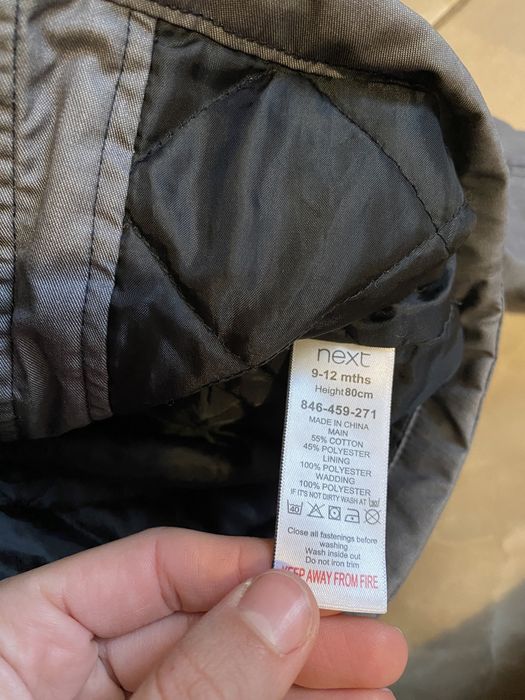 next
9-12 mths
Height 80cm
846-459-271
MADE IN CHINA
MAIN
55% COTTON
45% POLYESTER
LINING
100% POLYESTER
WADDING
100% POLYESTER
IF IT'S NOT DIRTY WASH AT 30
40
Close all fastenings before
washing
Wash inside out
Do not iron trim
KEEP AWAY FROM FIRE